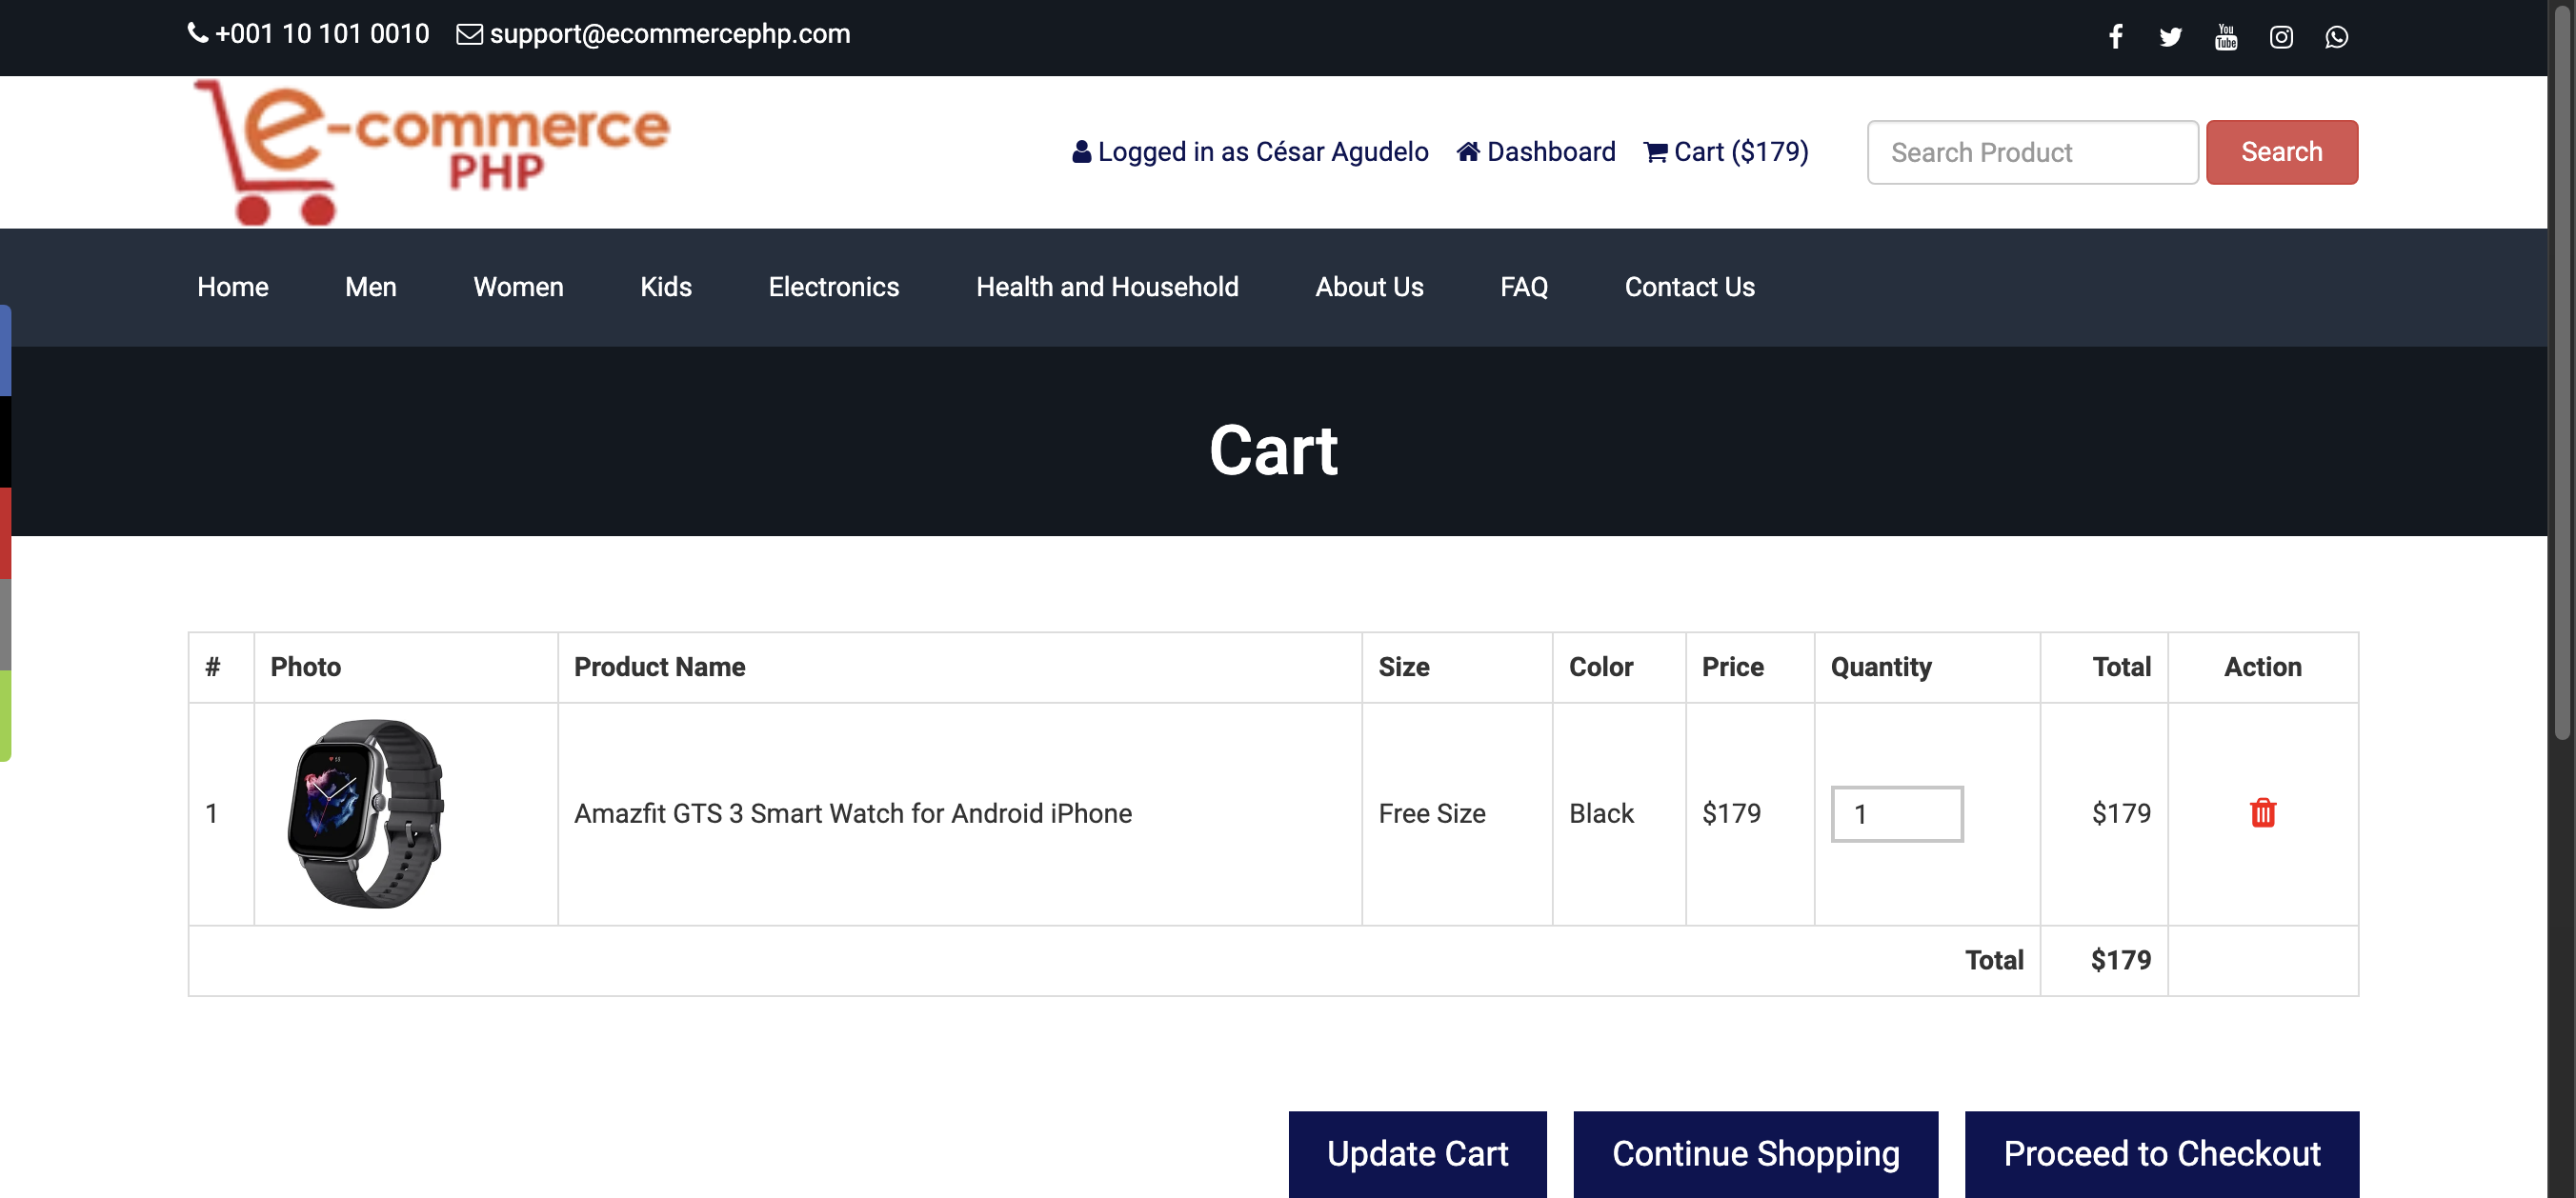 +001 10 101 0010 support@ecommercephp.com
e-commerce
PHP
Logged in as César Agudelo Dashboard Cart ($179) Search Product Search
Home Men Women Kids Electronics Health and Household About Us FAQ Contact Us
Cart
# Photo Product Name Size Color Price Quantity Total Action
1 Amazfit GTS 3 Smart Watch for Android iPhone Free Size Black $179 1 $179
Total $179
Update Cart Continue Shopping Proceed to Checkout